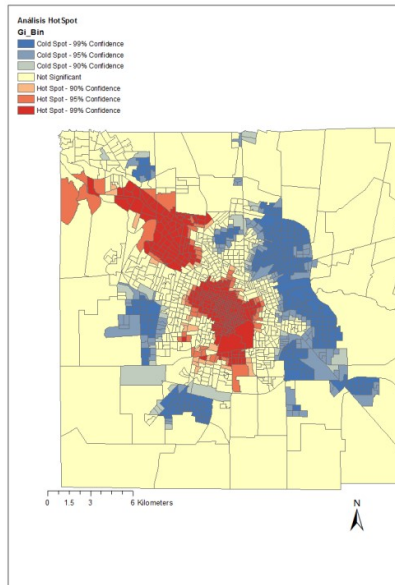 Análisis HotSpot
Gi_Bin
Cold Spot - 99% Confidence
Cold Spot - 95% Confidence
Cold Spot - 90% Confidence
Not Significant
Hot Spot - 90% Confidence
Hot Spot - 95% Confidence
Hot Spot - 99% Confidence
0 1.5 3 6 Kilometers
N